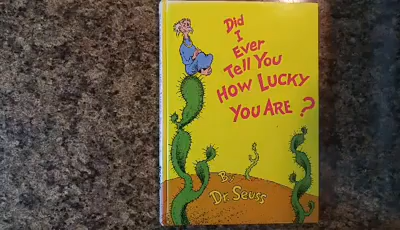 Did
I
Ever
Tell You
How Lucky
You Are?
By
Dr. Seuss